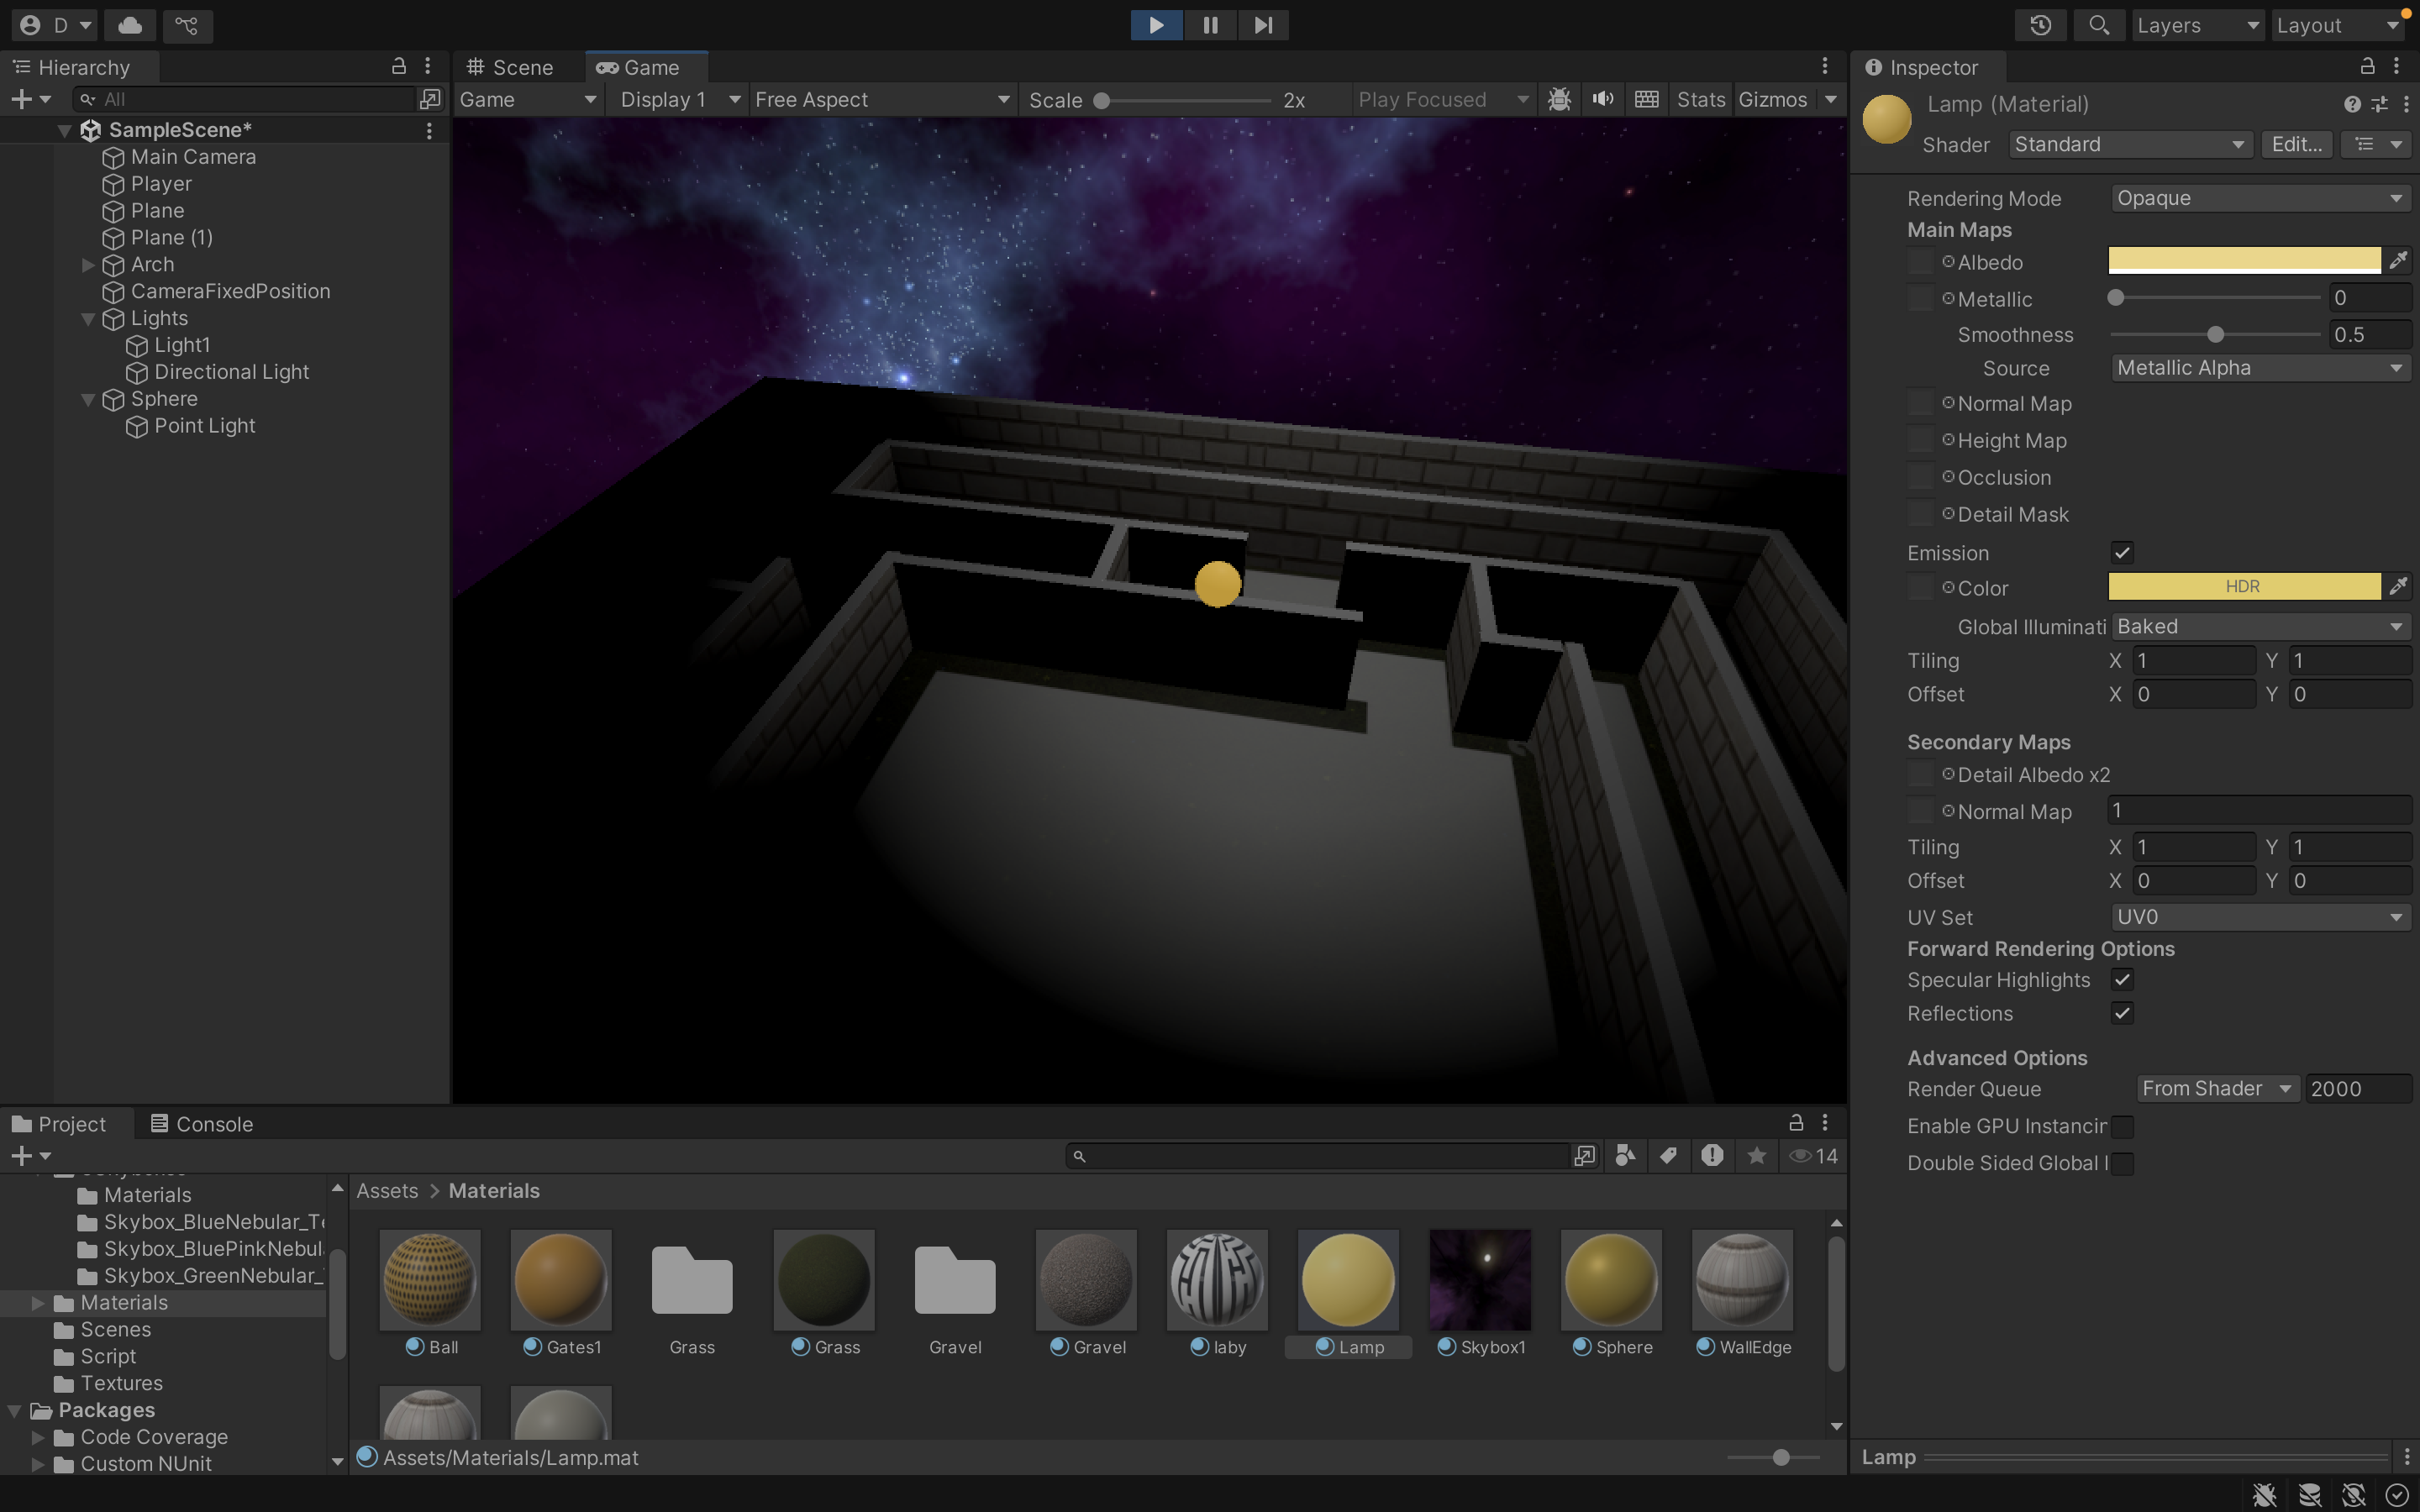 D
Layers
Layout
Hierarchy
All
SampleScene*
Main Camera
Player
Plane
Plane (1)
Arch
CameraFixedPosition
Lights
Light1
Directional Light
Sphere
Point Light
Scene
Game
Game
Display 1
Free Aspect
Scale
2x
Play Focused
Stats
Gizmos
Inspector
Lamp (Material)
Shader
Standard
Edit...
Rendering Mode
Opaque
Main Maps
Albedo
Metallic
0
Smoothness
0.5
Source
Metallic Alpha
Normal Map
Height Map
Occlusion
Detail Mask
Emission
Color
HDR
Global Illuminati
Baked
Tiling
X 1
Y 1
Offset
X 0
Y 0
Secondary Maps
Detail Albedo x2
Normal Map
1
Tiling
X 1
Y 1
Offset
X 0
Y 0
UV Set
UV0
Forward Rendering Options
Specular Highlights
Reflections
Advanced Options
Render Queue
From Shader
2000
Enable GPU Instancin
Double Sided Global I
Lamp
Project
Console
14
Materials
Skybox_BlueNebular_Te
Skybox_BluePinkNebul
Skybox_GreenNebular_
Materials
Scenes
Script
Textures
Packages
Code Coverage
Custom NUnit
Assets > Materials
Ball
Gates1
Grass
Grass
Gravel
Gravel
laby
Lamp
Skybox1
Sphere
WallEdge
Assets/Materials/Lamp.mat